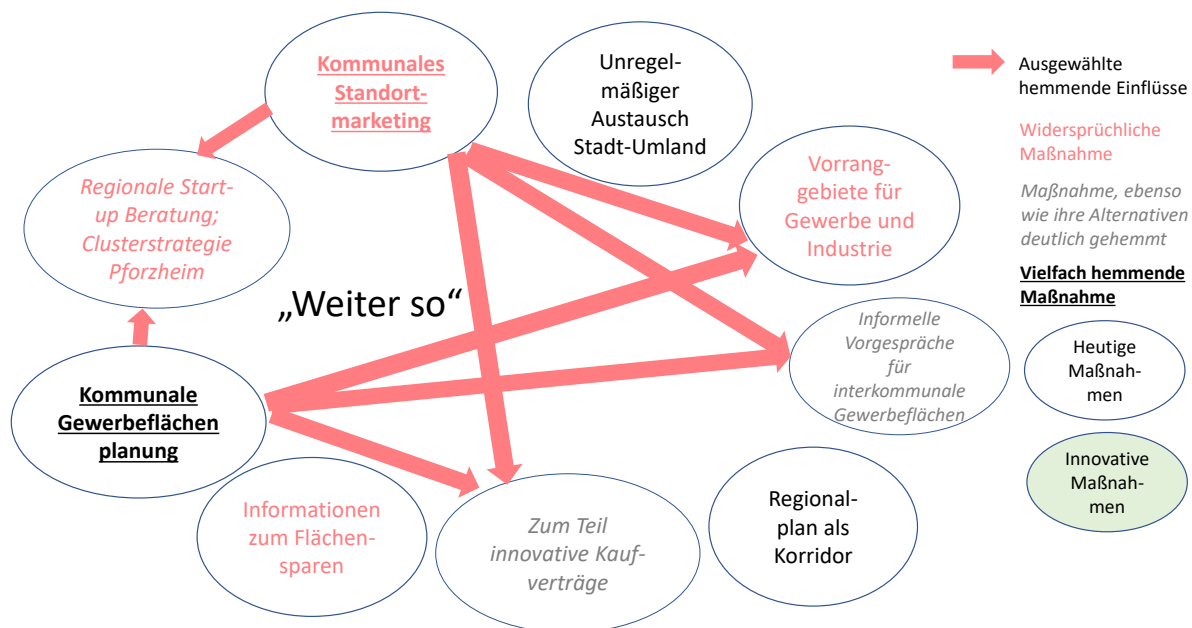 Kommunales
Standort-
marketing
Unregel-
mäßiger
Austausch
Stadt-Umland
Vorrang-
gebiete für
Gewerbe und
Industrie
Regionale Start-
up Beratung;
Clusterstrategie
Pforzheim
„Weiter so“
Informelle
Vorgespräche
für
interkommunale
Gewerbeflächen
Kommunale
Gewerbeflächen
planung
Informationen
zum Flächen-
sparen
Zum Teil
innovative Kauf-
verträge
Regional-
plan als
Korridor
Ausgewählte
hemmende Einflüsse
Widersprüchliche
Maßnahme
Maßnahme, ebenso
wie ihre Alternativen
deutlich gehemmt
Vielfach hemmende
Maßnahme
Heutige
Maßnah-
men
Innovative
Maßnah-
men